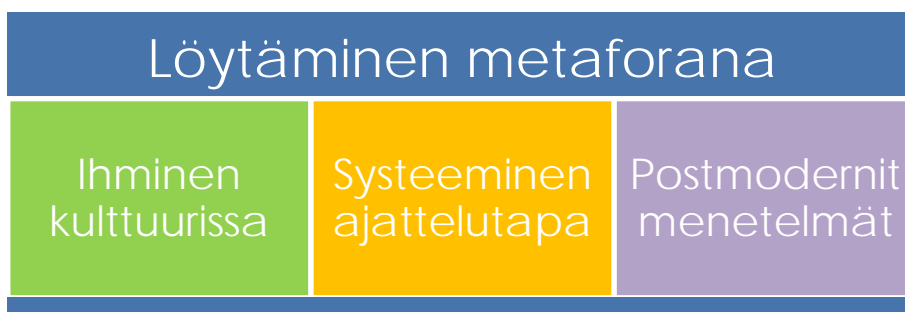 Löytäminen metaforana
Ihminen
kulttuurissa
Systeeminen
ajattelutapa
Postmodernit
menetelmät